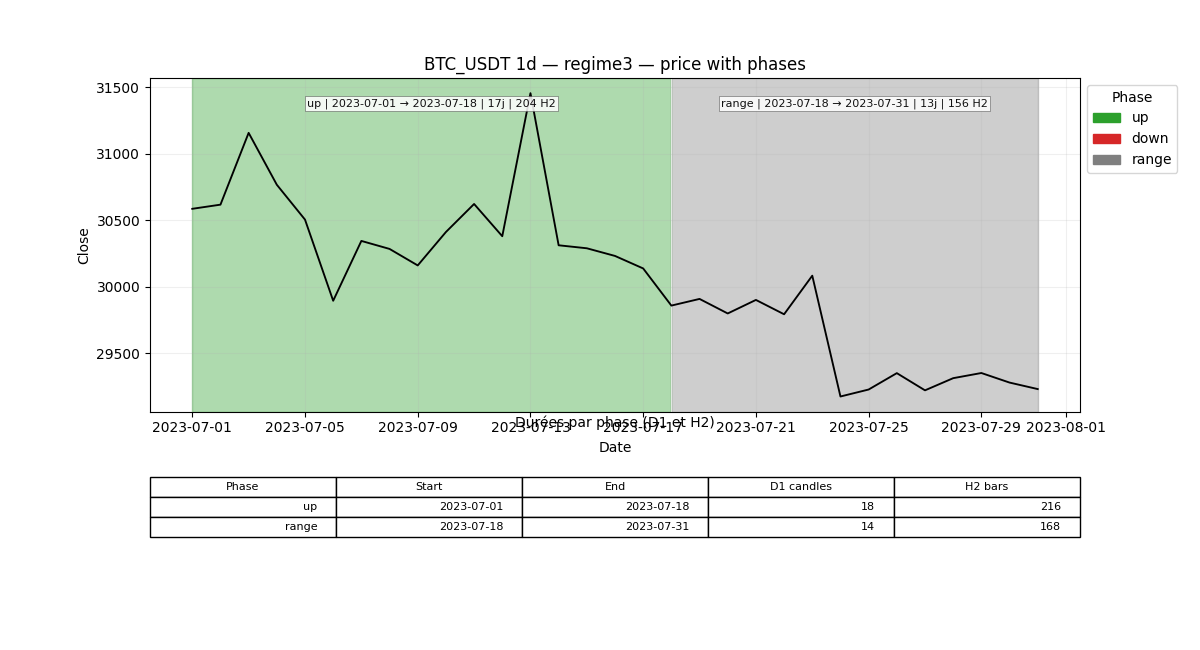 BTC_USDT 1d — regime3 — price with phases
31500
31000
30500
30000
29500
Close
up | 2023-07-01 → 2023-07-18 | 17j | 204 H2
range | 2023-07-18 → 2023-07-31 | 13j | 156 H2
Phase
up
down
range
Durées par phase (D1 et H2)
2023-07-01 2023-07-05 2023-07-09 2023-07-13 2023-07-17 2023-07-21 2023-07-25 2023-07-29 2023-08-01
Date
Phase Start End D1 candles H2 bars
up 2023-07-01 2023-07-18 18 216
range 2023-07-18 2023-07-31 14 168